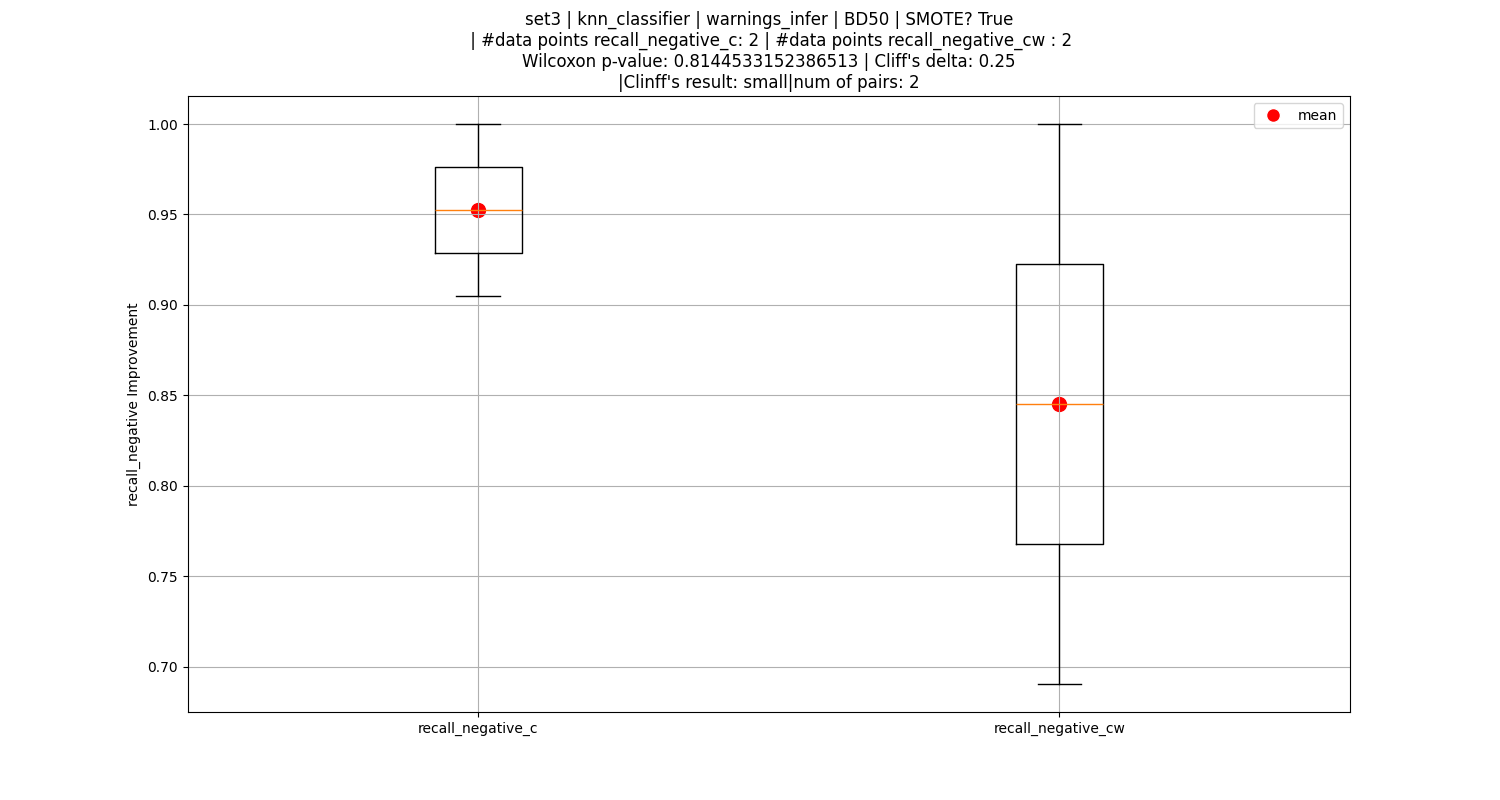 set3 | knn_classifier | warnings_infer | BD50 | SMOTE? True
| #data points recall_negative_c: 2 | #data points recall_negative_cw : 2
Wilcoxon p-value: 0.8144533152386513 | Cliff's delta: 0.25
|Clinff's result: small|num of pairs: 2
mean
1.00
0.95
0.90
0.85
0.80
0.75
0.70
recall_negative Improvement
recall_negative_c
recall_negative_cw